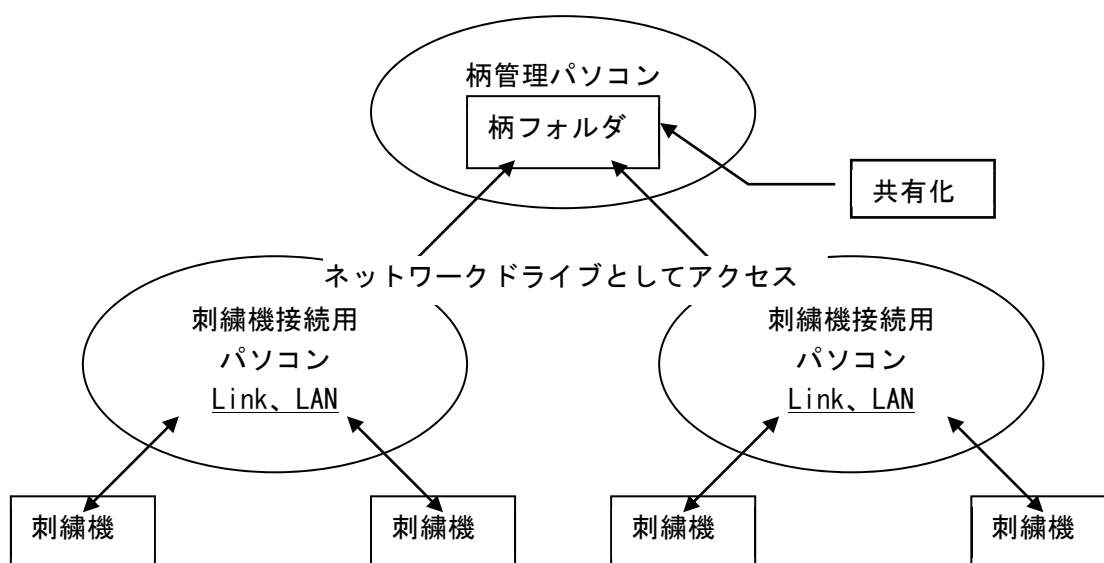 柄管理パソコン
柄フォルダ
共有化
ネットワークドライブとしてアクセス
刺繍機接続用
パソコン
Link、LAN
刺繍機接続用
パソコン
Link、LAN
刺繍機
刺繍機
刺繍機
刺繍機